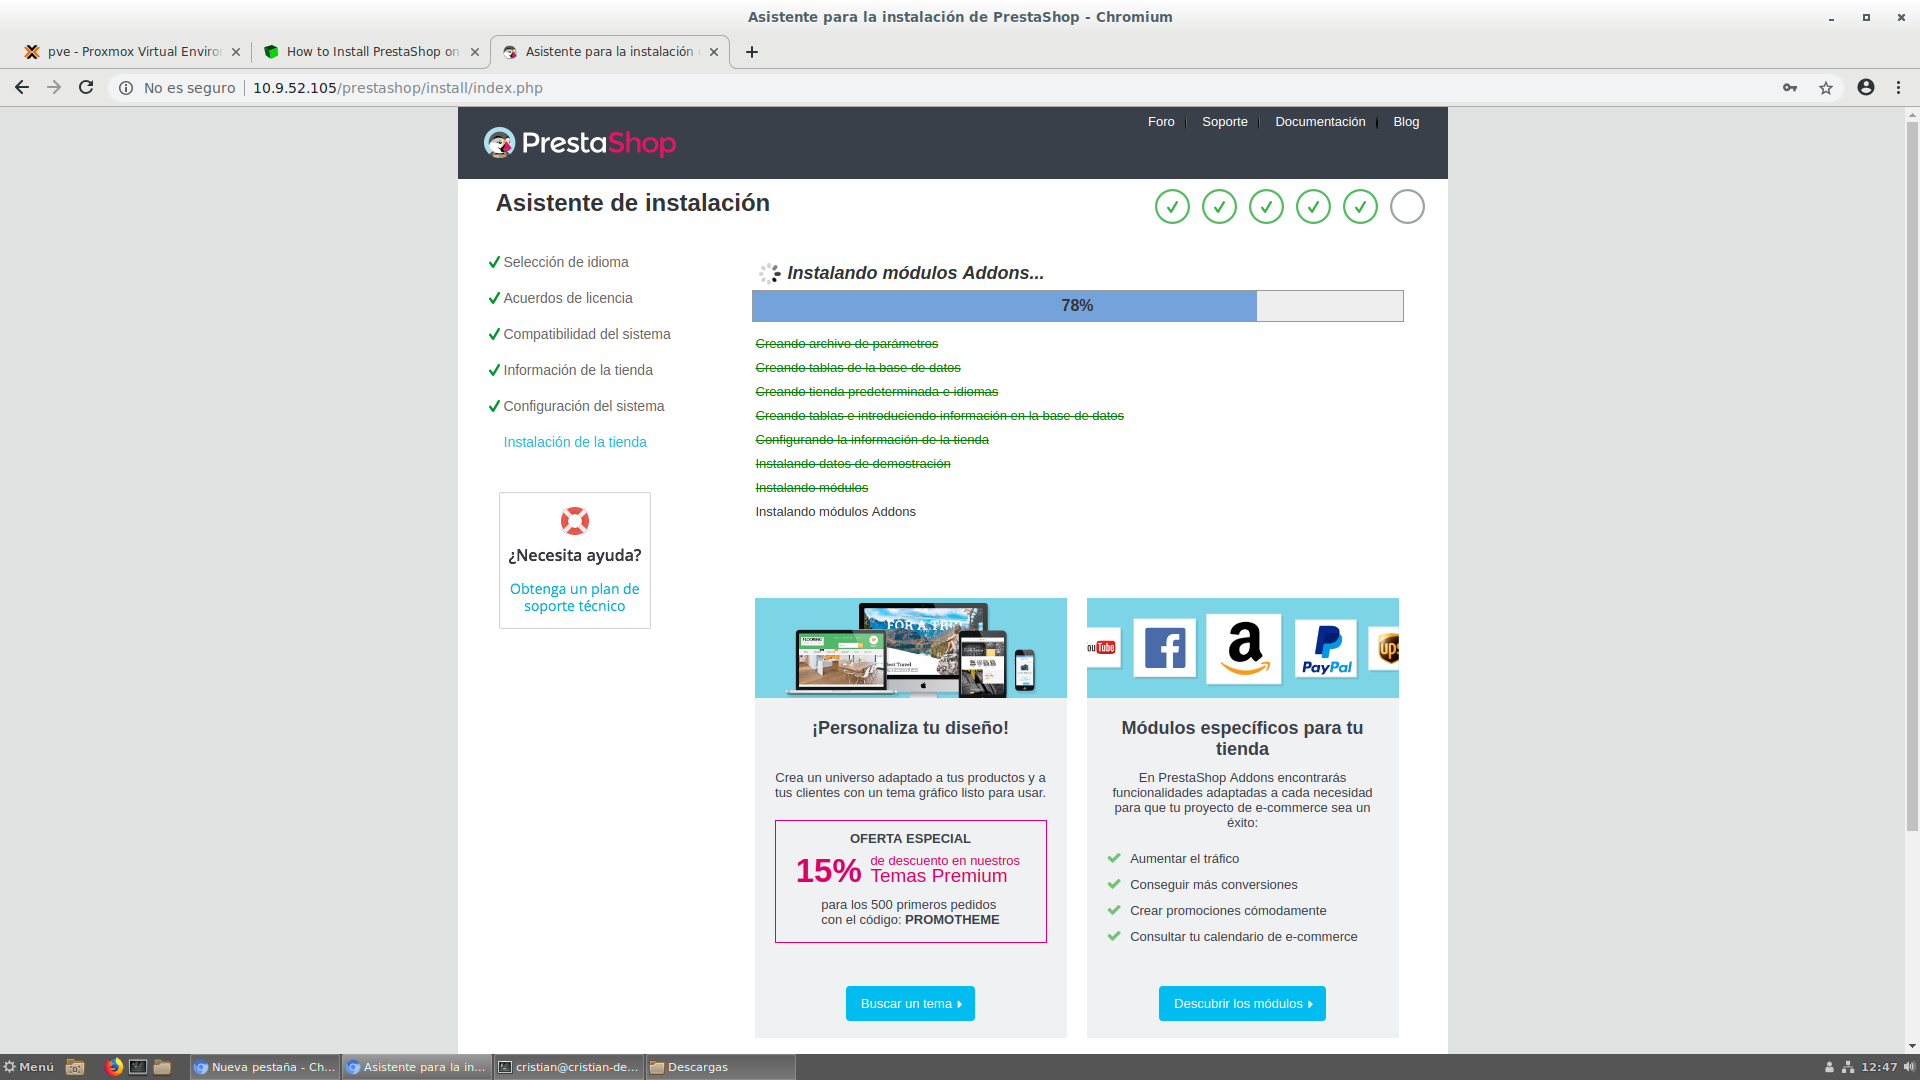 Asistente para la instalación de PrestaShop - Chromium
pve - Proxmox Virtual Enviro
How to Install PrestaShop on
Asistente para la instalación
No es seguro
10.9.52.105/prestashop/install/index.php
PrestaShop
Foro
Soporte
Documentación
Blog
Asistente de instalación
Selección de idioma
Acuerdos de licencia
Compatibilidad del sistema
Información de la tienda
Configuración del sistema
Instalación de la tienda
¿Necesita ayuda?
Obtenga un plan de
soporte técnico
Instalando módulos Addons...
78%
Creando archivo de parámetros
Creando tablas de la base de datos
Creando tienda predeterminada e idiomas
Creando tablas e introduciendo información en la base de datos
Configurando la información de la tienda
Instalando datos de demostración
Instalando módulos
Instalando módulos Addons
FOR A TRI
FLOORING
Best Travel
¡Personaliza tu diseño!
Crea un universo adaptado a tus productos y a
tus clientes con un tema gráfico listo para usar.
OFERTA ESPECIAL
15%
de descuento en nuestros
Temas Premium
para los 500 primeros pedidos
con el código: PROMOTHEME
Buscar un tema
ou Tube
f
a
PayPal
ups
Módulos específicos para tu
tienda
En PrestaShop Addons encontrarás
funcionalidades adaptadas a cada necesidad
para que tu proyecto de e-commerce sea un
éxito:
Aumentar el tráfico
Conseguir más conversiones
Crear promociones cómodamente
Consultar tu calendario de e-commerce
Descubrir los módulos
Menú
Nueva pestaña - Ch...
Asistente para la in...
cristian@cristian-de...
Descargas
12:47